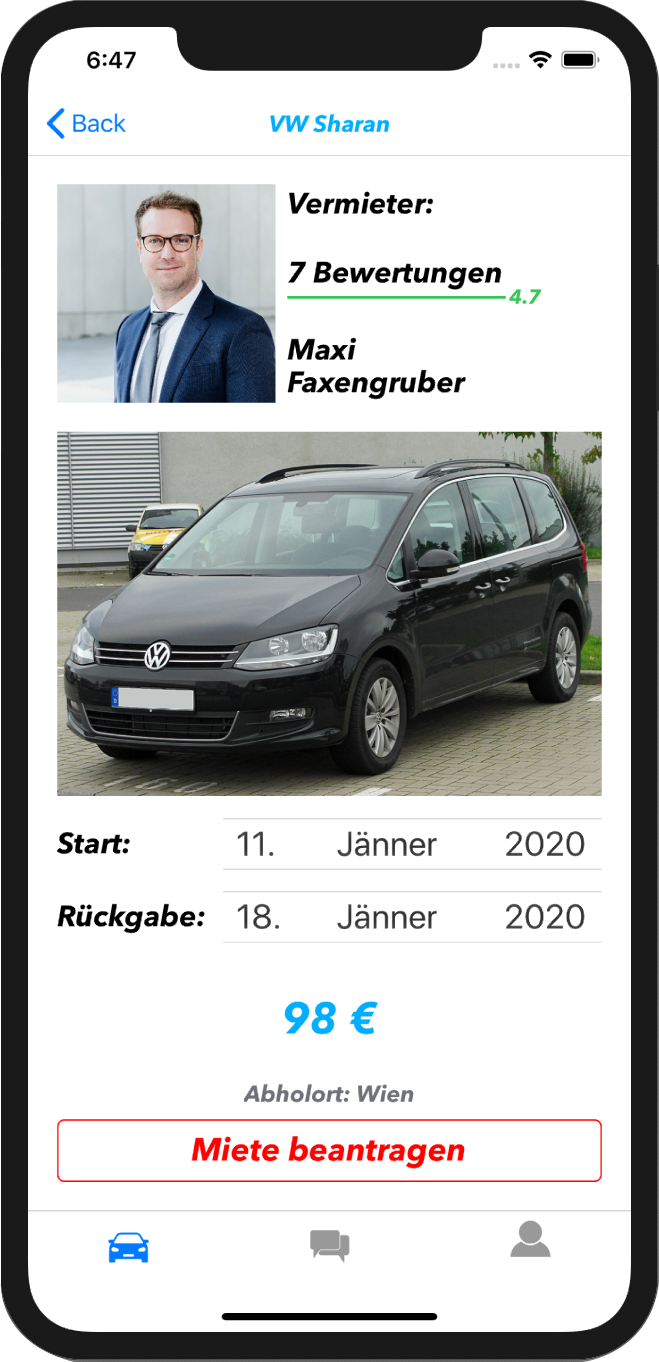 6:47
Back
VW Sharan
Vermieter:
7 Bewertungen
4.7
Maxi
Faxengruber
Start:
11. Jänner 2020
Rückgabe:
18. Jänner 2020
98 €
Abholort: Wien
Miete beantragen